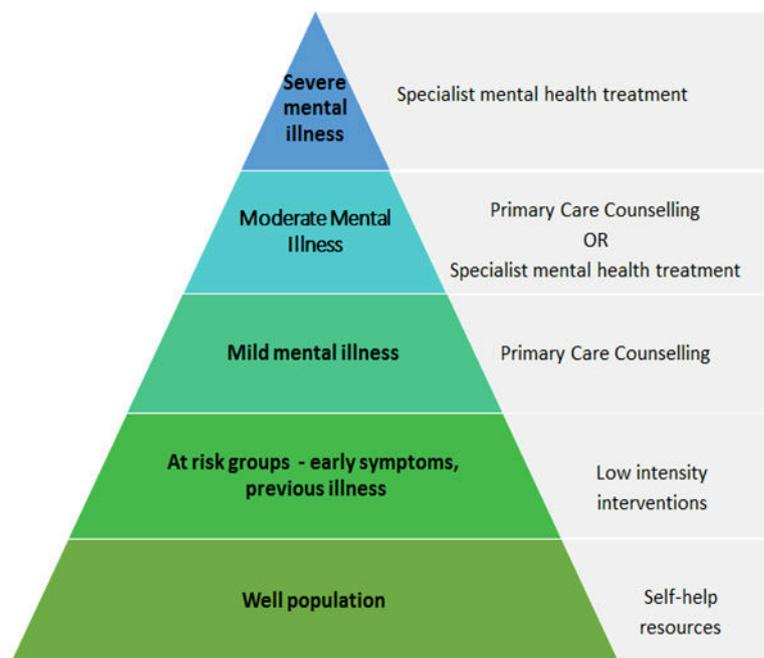 Severe
mental
illness
Specialist mental health treatment
Moderate Mental
Illness
Primary Care Counselling
OR
Specialist mental health treatment
Mild mental illness
Primary Care Counselling
At risk groups - early symptoms,
previous illness
Low intensity
interventions
Well population
Self-help
resources